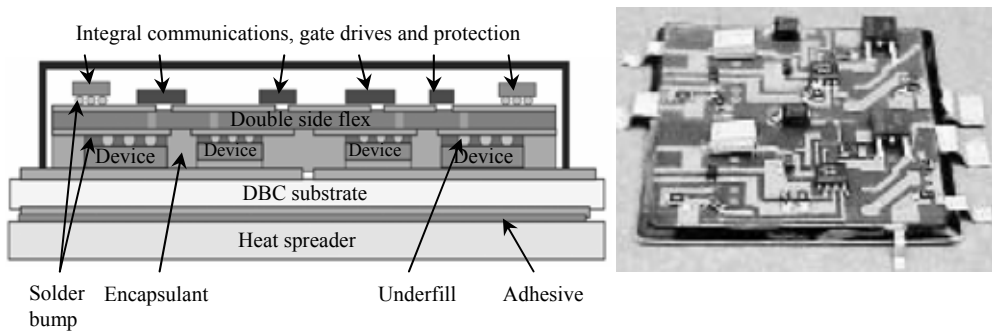 Integral communications, gate drives and protection
Double side flex
Device
Device
Device
Device
DBC substrate
Heat spreader
Solder
bump
Encapsulant
Underfill
Adhesive